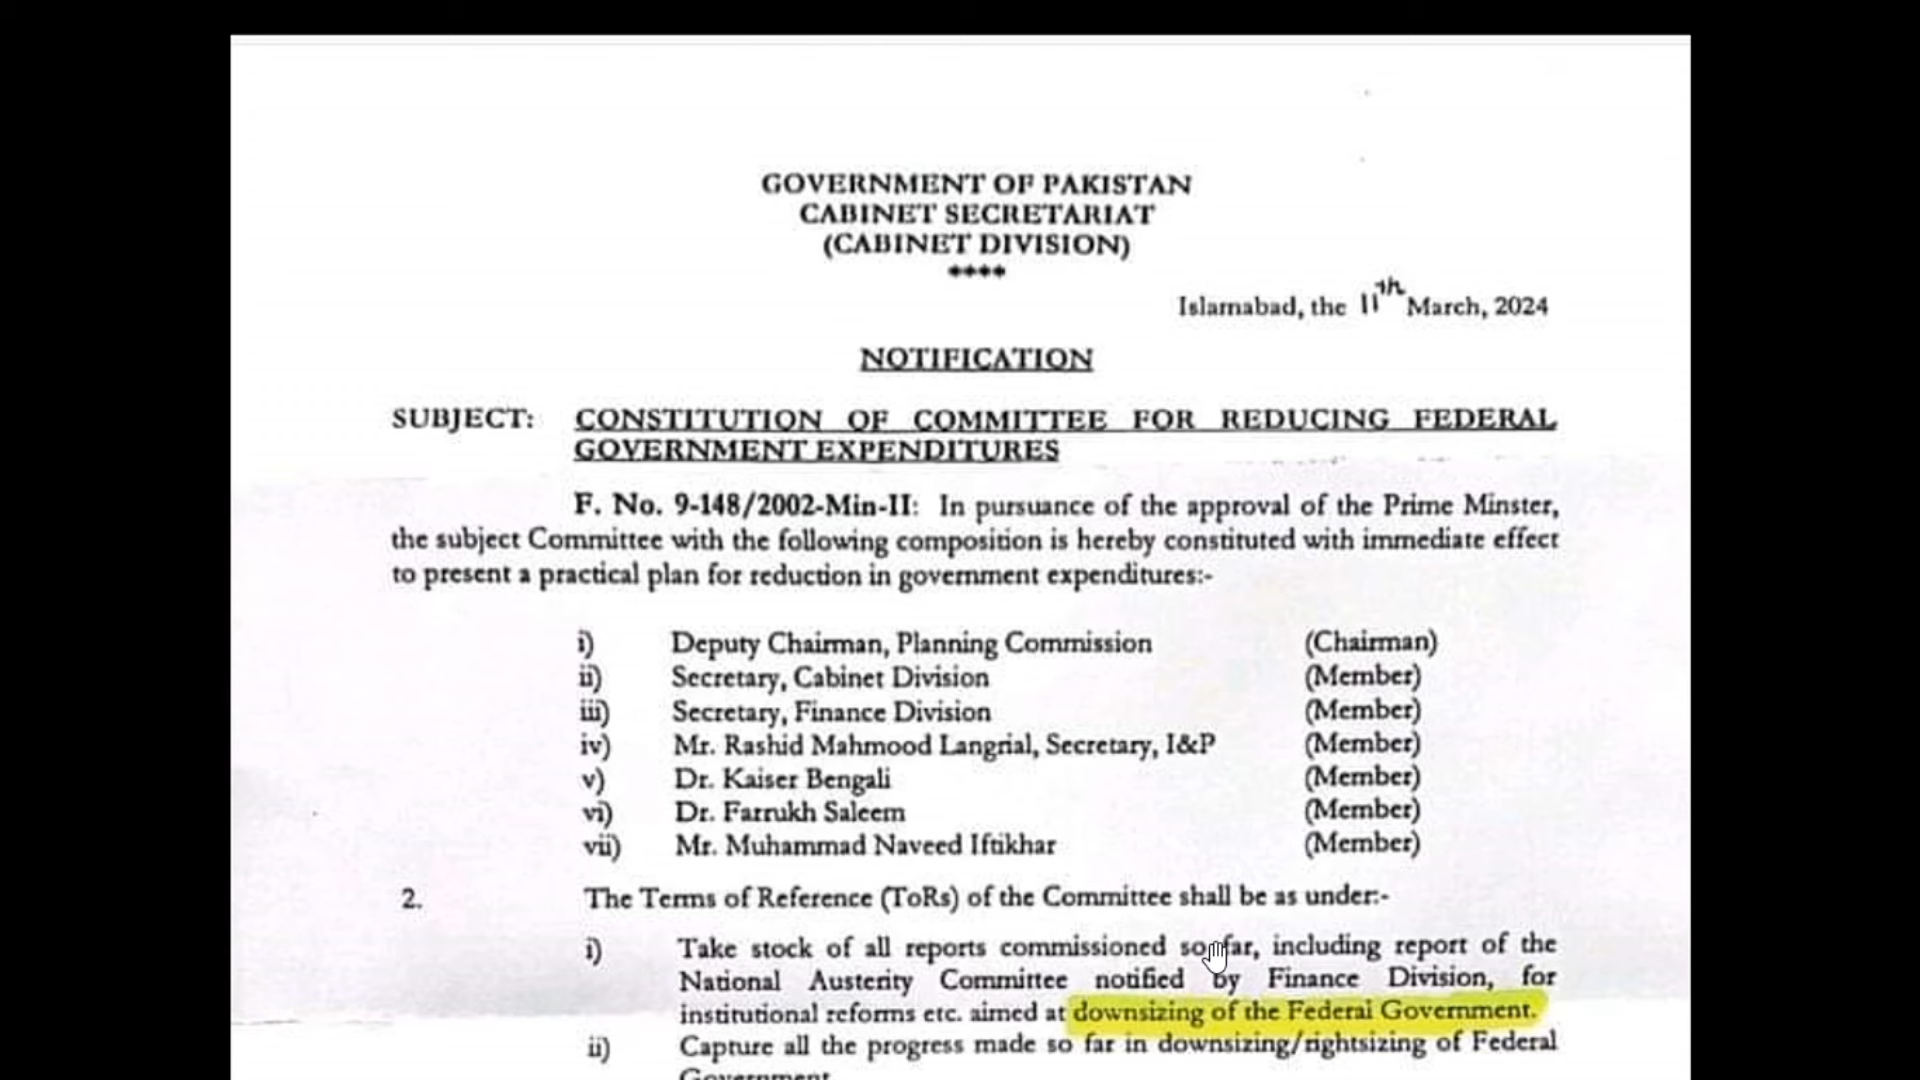 GOVERNMENT OF PAKISTAN
CABINET SECRETARIAT
(CABINET DIVISION)
****
Islamabad, the 11th March, 2024
NOTIFICATION
SUBJECT: CONSTITUTION OF COMMITTEE FOR REDUCING FEDERAL
GOVERNMENT EXPENDITURES
F. No. 9-148/2002-Min-II: In pursuance of the approval of the Prime Minster,
the subject Committee with the following composition is hereby constituted with immediate effect
to present a practical plan for reduction in government expenditures:-
i) Deputy Chairman, Planning Commission (Chairman)
ii) Secretary, Cabinet Division (Member)
iii) Secretary, Finance Division (Member)
iv) Mr. Rashid Mahmood Langrial, Secretary, I&P (Member)
v) Dr. Kaiser Bengali (Member)
vi) Dr. Farrukh Saleem (Member)
vii) Mr. Muhammad Naveed Iftikhar (Member)
2. The Terms of Reference (ToRs) of the Committee shall be as under:-
i) Take stock of all reports commissioned so far, including report of the
National Austerity Committee notified by Finance Division, for
institutional reforms etc. aimed at downsizing of the Federal Government.
ii) Capture all the progress made so far in downsizing/rightsizing of Federal
Government